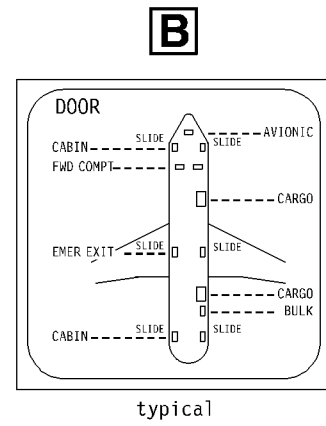 B
DOOR
SLIDE AVIONIC
CABIN SLIDE
FWD COMPT
CARGO
EMER EXIT SLIDE SLIDE
CARGO
BULK
CABIN SLIDE SLIDE
typical